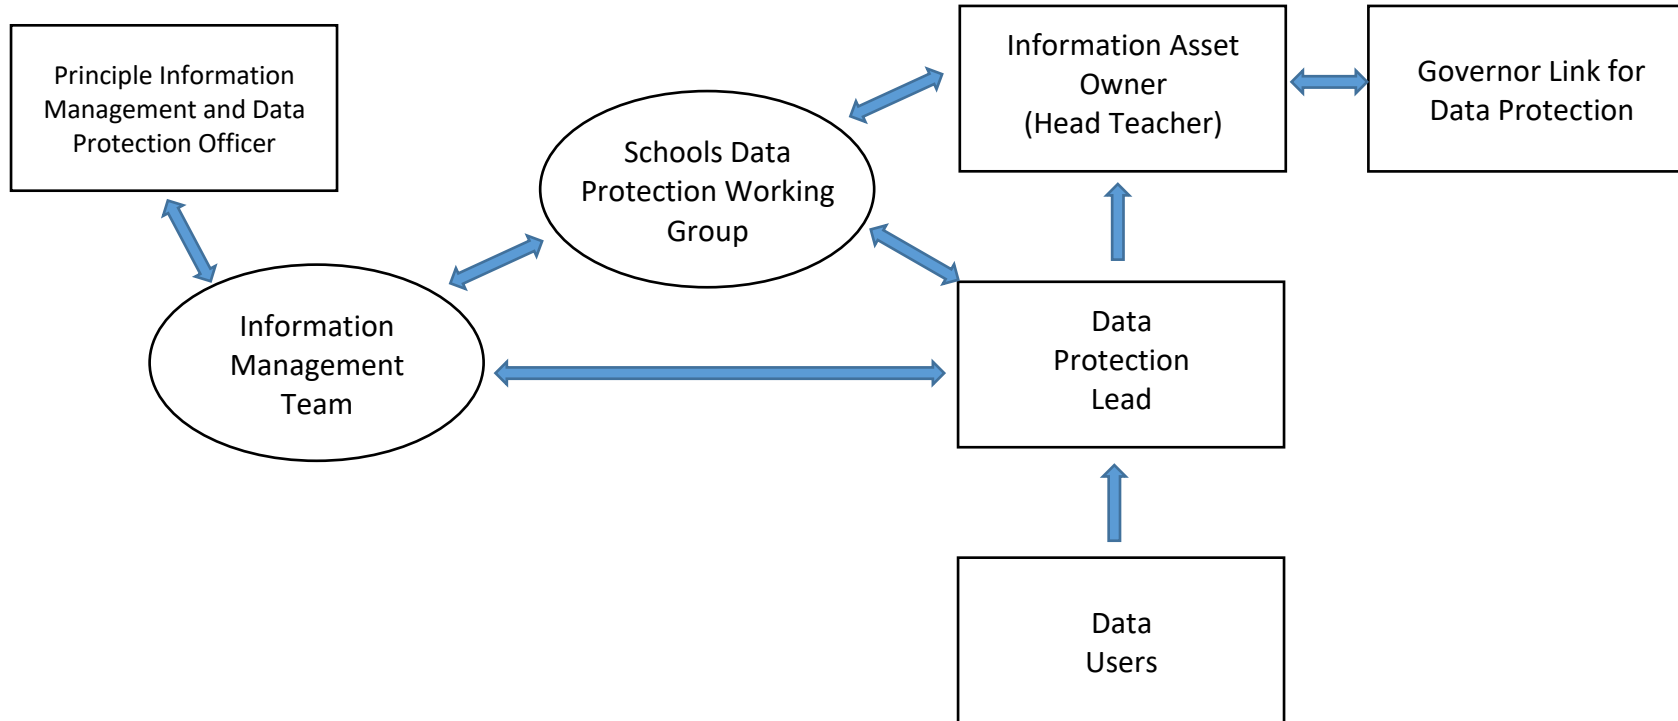 Principle Information
Management and Data
Protection Officer
Schools Data
Protection Working
Group
Information Asset
Owner
(Head Teacher)
Governor Link for
Data Protection
Information
Management
Team
Data
Protection
Lead
Data
Users